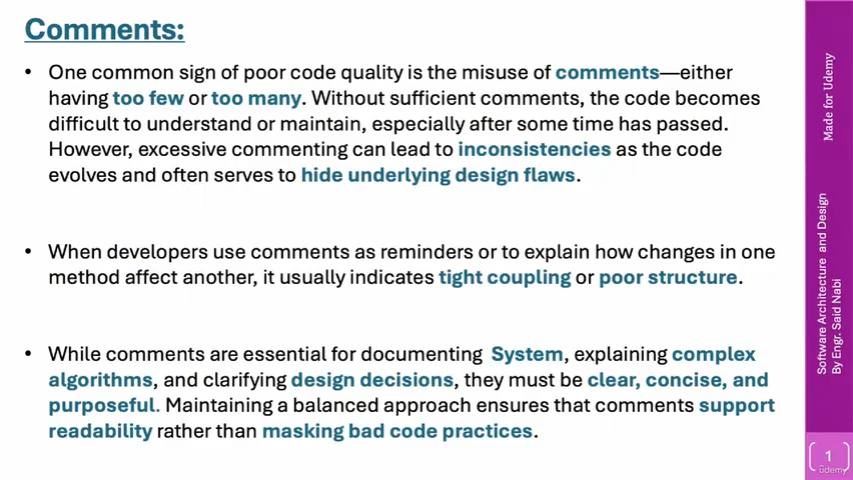 Comments:
• One common sign of poor code quality is the misuse of comments—either
having too few or too many. Without sufficient comments, the code becomes
difficult to understand or maintain, especially after some time has passed.
However, excessive commenting can lead to inconsistencies as the code
evolves and often serves to hide underlying design flaws.
• When developers use comments as reminders or to explain how changes in one
method affect another, it usually indicates tight coupling or poor structure.
• While comments are essential for documenting System, explaining complex
algorithms, and clarifying design decisions, they must be clear, concise, and
purposeful. Maintaining a balanced approach ensures that comments support
readability rather than masking bad code practices.
Made for Udemy
Software Architecture and Design
By Engr. Said Nabi
1
udemy